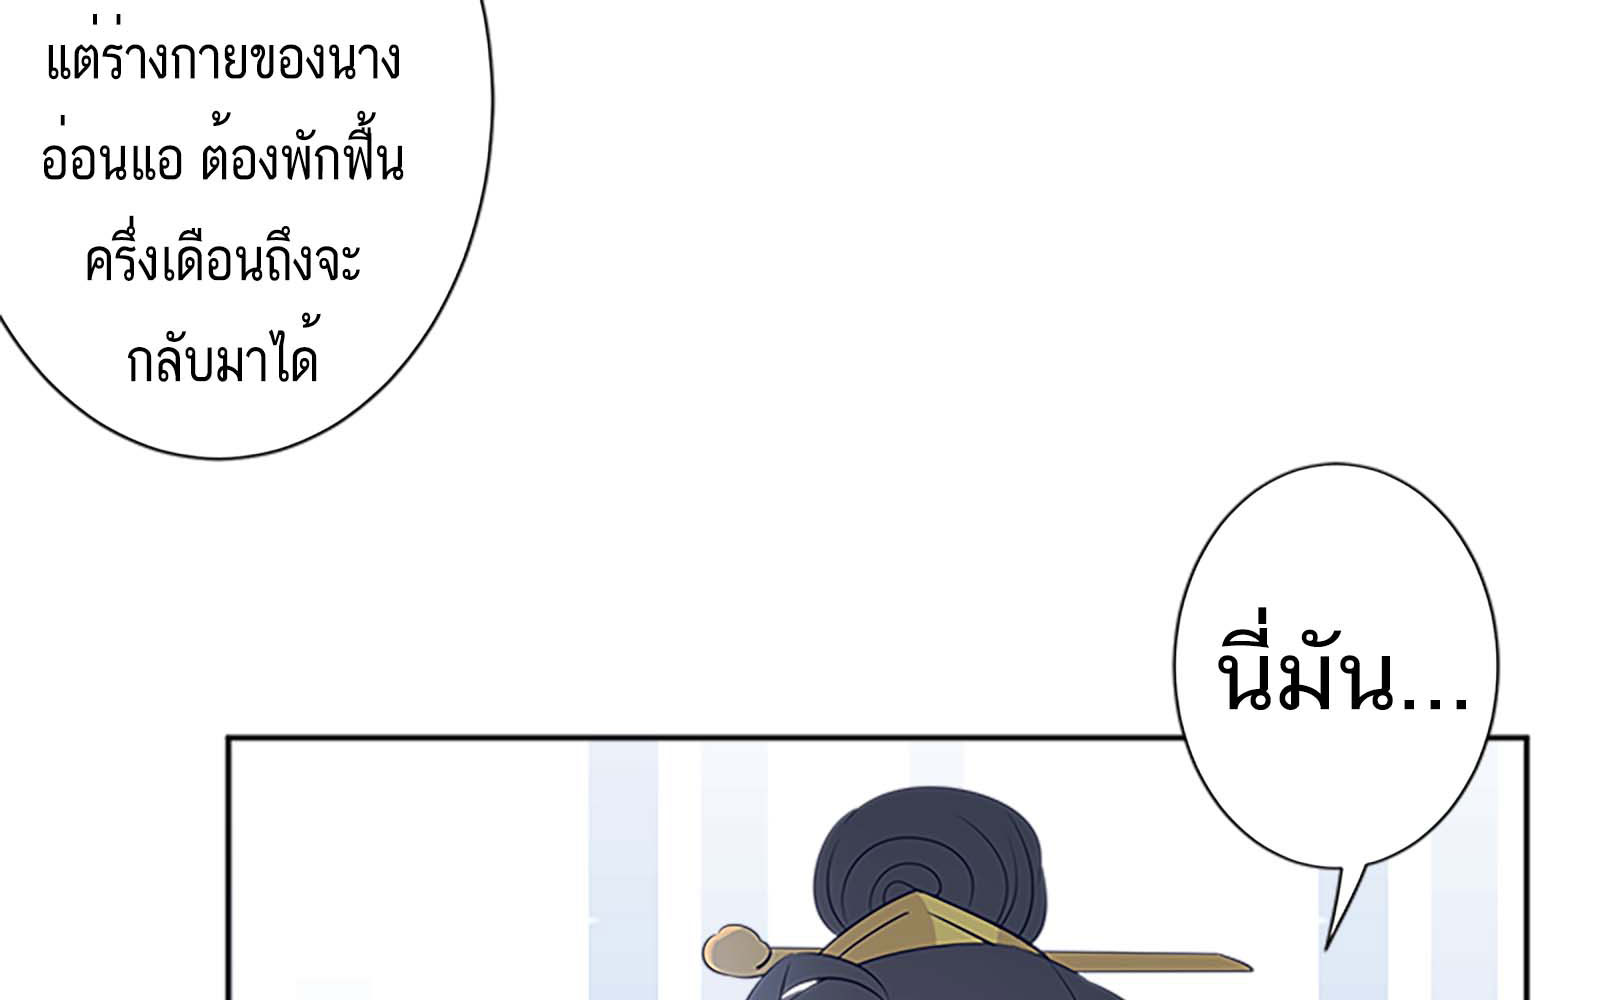 แต่ร่างกายของนาง
อ่อนแอ ต้องพักฟื้น
ครึ่งเดือนถึงจะ
กลับมาได้
นี่มัน...